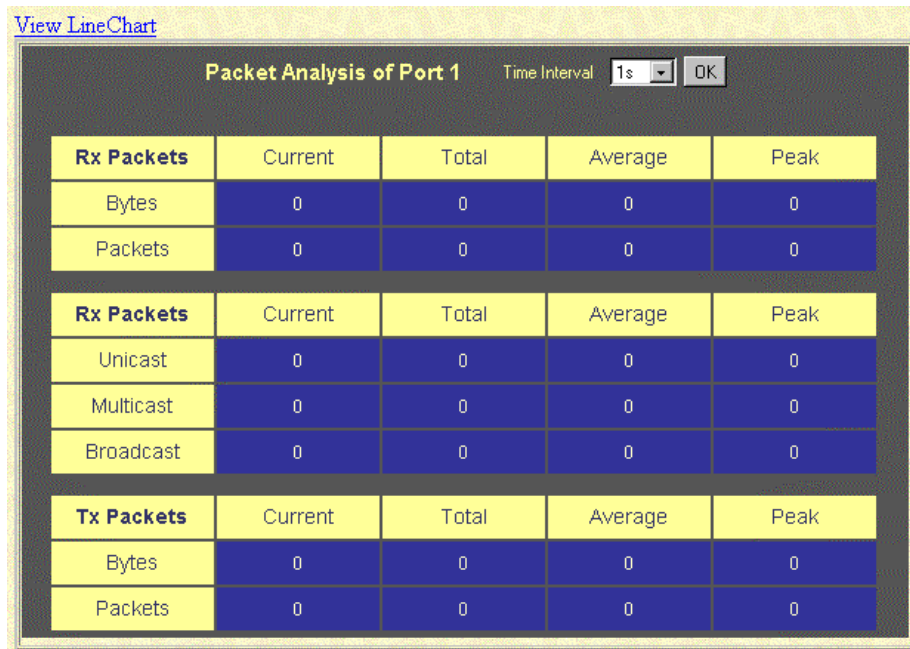 View LineChart
Packet Analysis of Port 1 Time Interval 1s OK
Rx Packets Current Total Average Peak
Bytes 0 0 0 0
Packets 0 0 0 0
Rx Packets Current Total Average Peak
Unicast 0 0 0 0
Multicast 0 0 0 0
Broadcast 0 0 0 0
Tx Packets Current Total Average Peak
Bytes 0 0 0 0
Packets 0 0 0 0